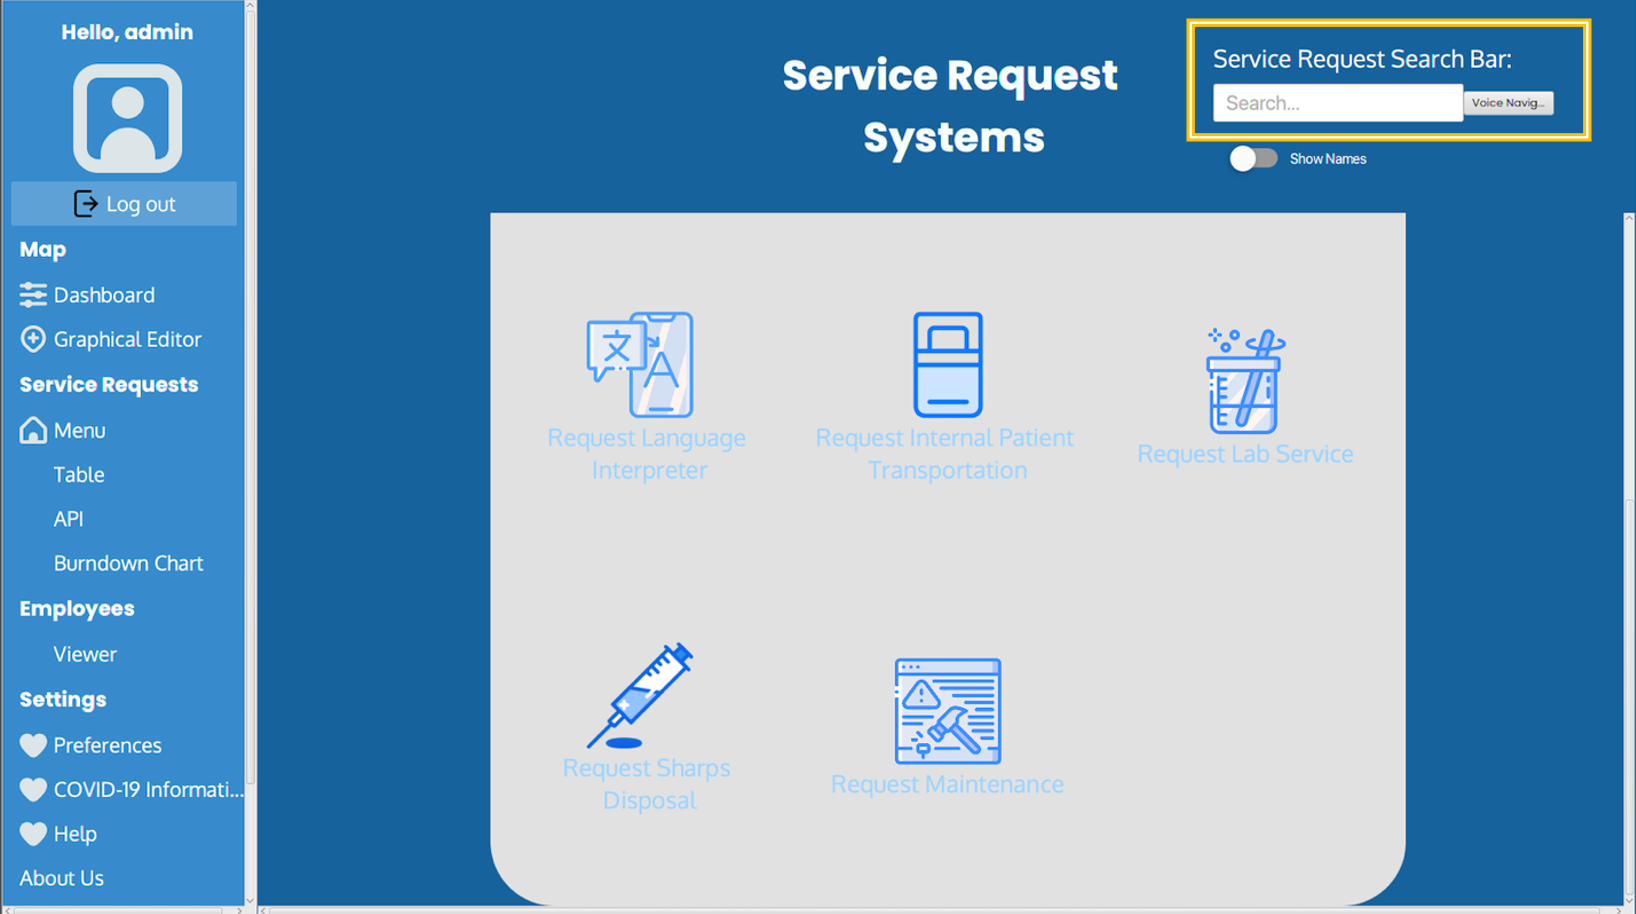 Hello, admin
Log out
Map
Dashboard
Graphical Editor
Service Requests
Menu
Table
API
Burndown Chart
Employees
Viewer
Settings
Preferences
COVID-19 Informati...
Help
About Us
Service Request
Systems
Service Request Search Bar:
Search...
Voice Navig...
Show Names
文
A
Request Language
Interpreter
Request Internal Patient
Transportation
Request Lab Service
Request Sharps
Disposal
Request Maintenance